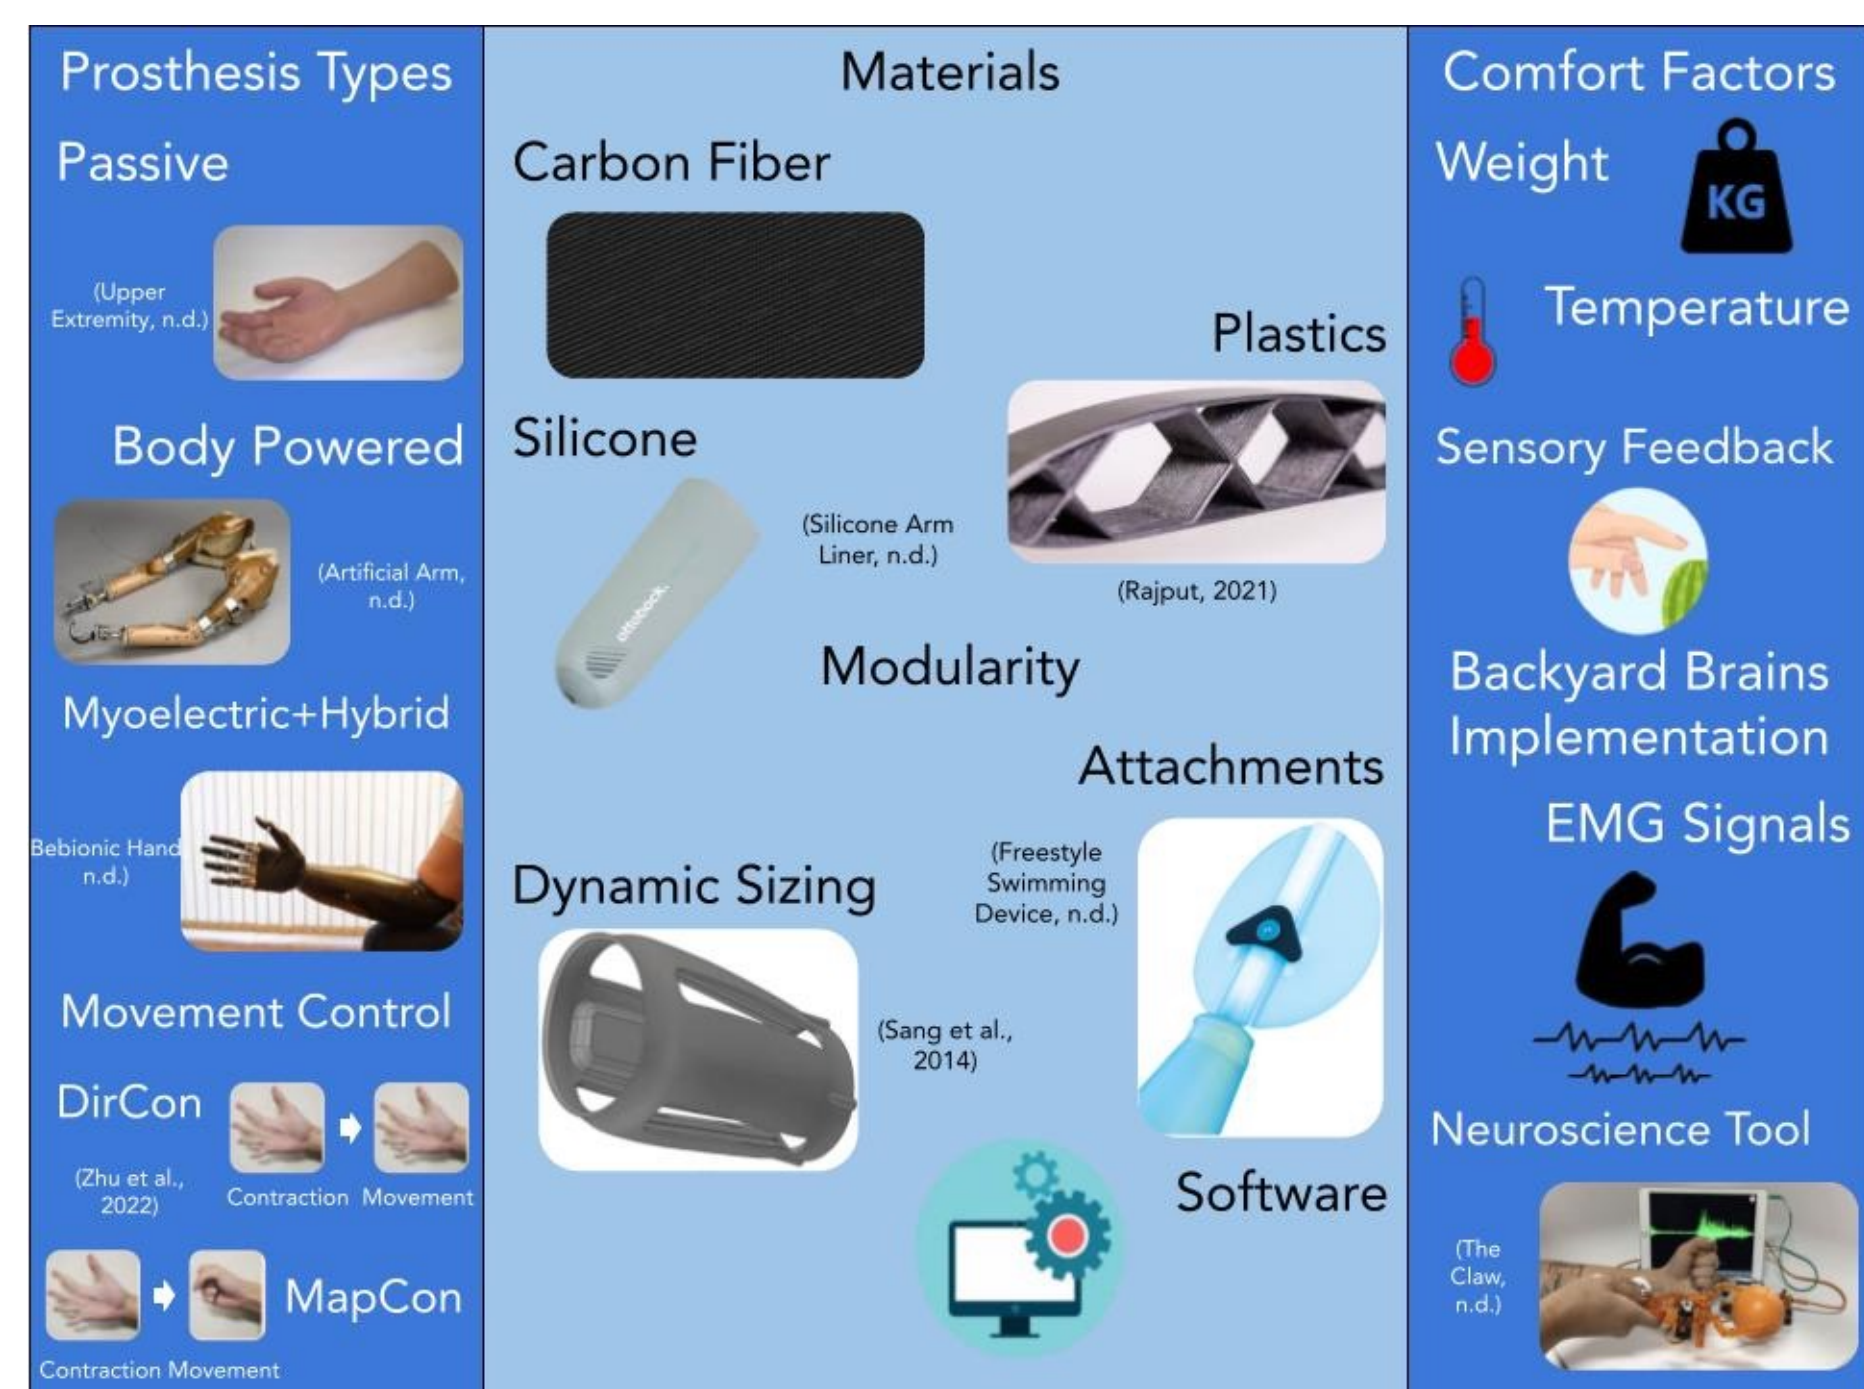 Prosthesis Types
Passive
(Upper
Extremity, n.d.)
Body Powered
(Artificial Arm,
n.d.)
Myoelectric+Hybrid
Bebionic Hand
n.d.)
Movement Control
DirCon
(Zhu et al.,
2022)
Contraction Movement
MapCon
Contraction Movement
Materials
Carbon Fiber
Plastics
(Rajput, 2021)
Silicone
ottobock.
(Silicone Arm
Liner, n.d.)
Modularity
Attachments
(Freestyle
Swimming
Device, n.d.)
Dynamic Sizing
(Sang et al.,
2014)
Software
Comfort Factors
Weight
KG
Temperature
Sensory Feedback
Backyard Brains
Implementation
EMG Signals
Neuroscience Tool
(The
Claw,
n.d.)